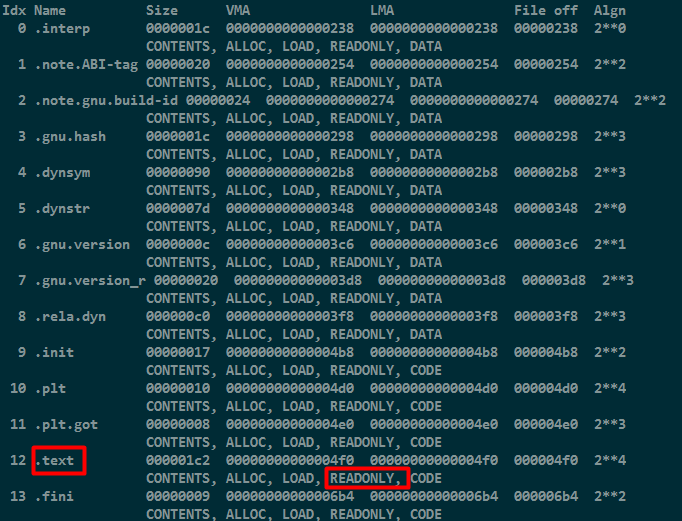 Idx Name Size VMA LMA File off Algn
0 .interp 0000001c 0000000000000238 0000000000000238 00000238 2**0
CONTENTS, ALLOC, LOAD, READONLY, DATA
1 .note.ABI-tag 00000020 0000000000000254 0000000000000254 00000254 2**2
CONTENTS, ALLOC, LOAD, READONLY, DATA
2 .note.gnu.build-id 00000024 0000000000000274 0000000000000274 00000274 2**2
CONTENTS, ALLOC, LOAD, READONLY, DATA
3 .gnu.hash 0000001c 0000000000000298 0000000000000298 00000298 2**3
CONTENTS, ALLOC, LOAD, READONLY, DATA
4 .dynsym 00000090 00000000000002b8 00000000000002b8 000002b8 2**3
CONTENTS, ALLOC, LOAD, READONLY, DATA
5 .dynstr 0000007d 0000000000000348 0000000000000348 00000348 2**0
CONTENTS, ALLOC, LOAD, READONLY, DATA
6 .gnu.version 0000000c 00000000000003c6 00000000000003c6 000003c6 2**1
CONTENTS, ALLOC, LOAD, READONLY, DATA
7 .gnu.version_r 00000020 00000000000003d8 00000000000003d8 000003d8 2**3
CONTENTS, ALLOC, LOAD, READONLY, DATA
8 .rela.dyn 000000c0 00000000000003f8 00000000000003f8 000003f8 2**3
CONTENTS, ALLOC, LOAD, READONLY, DATA
9 .init 00000017 00000000000004b8 00000000000004b8 000004b8 2**2
CONTENTS, ALLOC, LOAD, READONLY, CODE
10 .plt 00000010 00000000000004d0 00000000000004d0 000004d0 2**4
CONTENTS, ALLOC, LOAD, READONLY, CODE
11 .plt.got 00000008 00000000000004e0 00000000000004e0 000004e0 2**3
CONTENTS, ALLOC, LOAD, READONLY, CODE
12 .text 000001c2 00000000000004f0 00000000000004f0 000004f0 2**4
CONTENTS, ALLOC, LOAD, READONLY, CODE
13 .fini 00000009 00000000000006b4 00000000000006b4 000006b4 2**2
CONTENTS, ALLOC, LOAD, READONLY, CODE